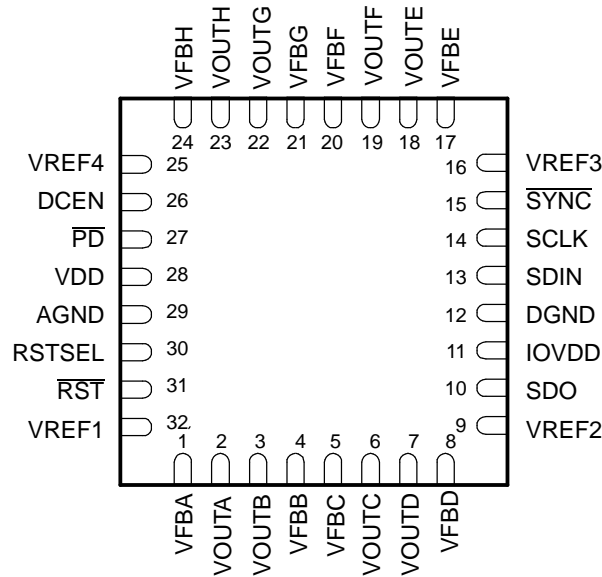 VFBH
VOUTH
VOUTG
VFBG
VFBF
VOUTF
VOUTE
VFBE
24 23 22 21 20 19 18 17
VREF4 25 16 VREF3
DCEN 26 15 S̅Y̅N̅C̅
P̅D̅ 27 14 SCLK
VDD 28 13 SDIN
AGND 29 12 DGND
RSTSEL 30 11 IOVDD
R̅S̅T̅ 31 10 SDO
VREF1 32 9 VREF2
1 2 3 4 5 6 7 8
VFBA
VOUTA
VOUTB
VFBB
VFBC
VOUTC
VOUTD
VFBD